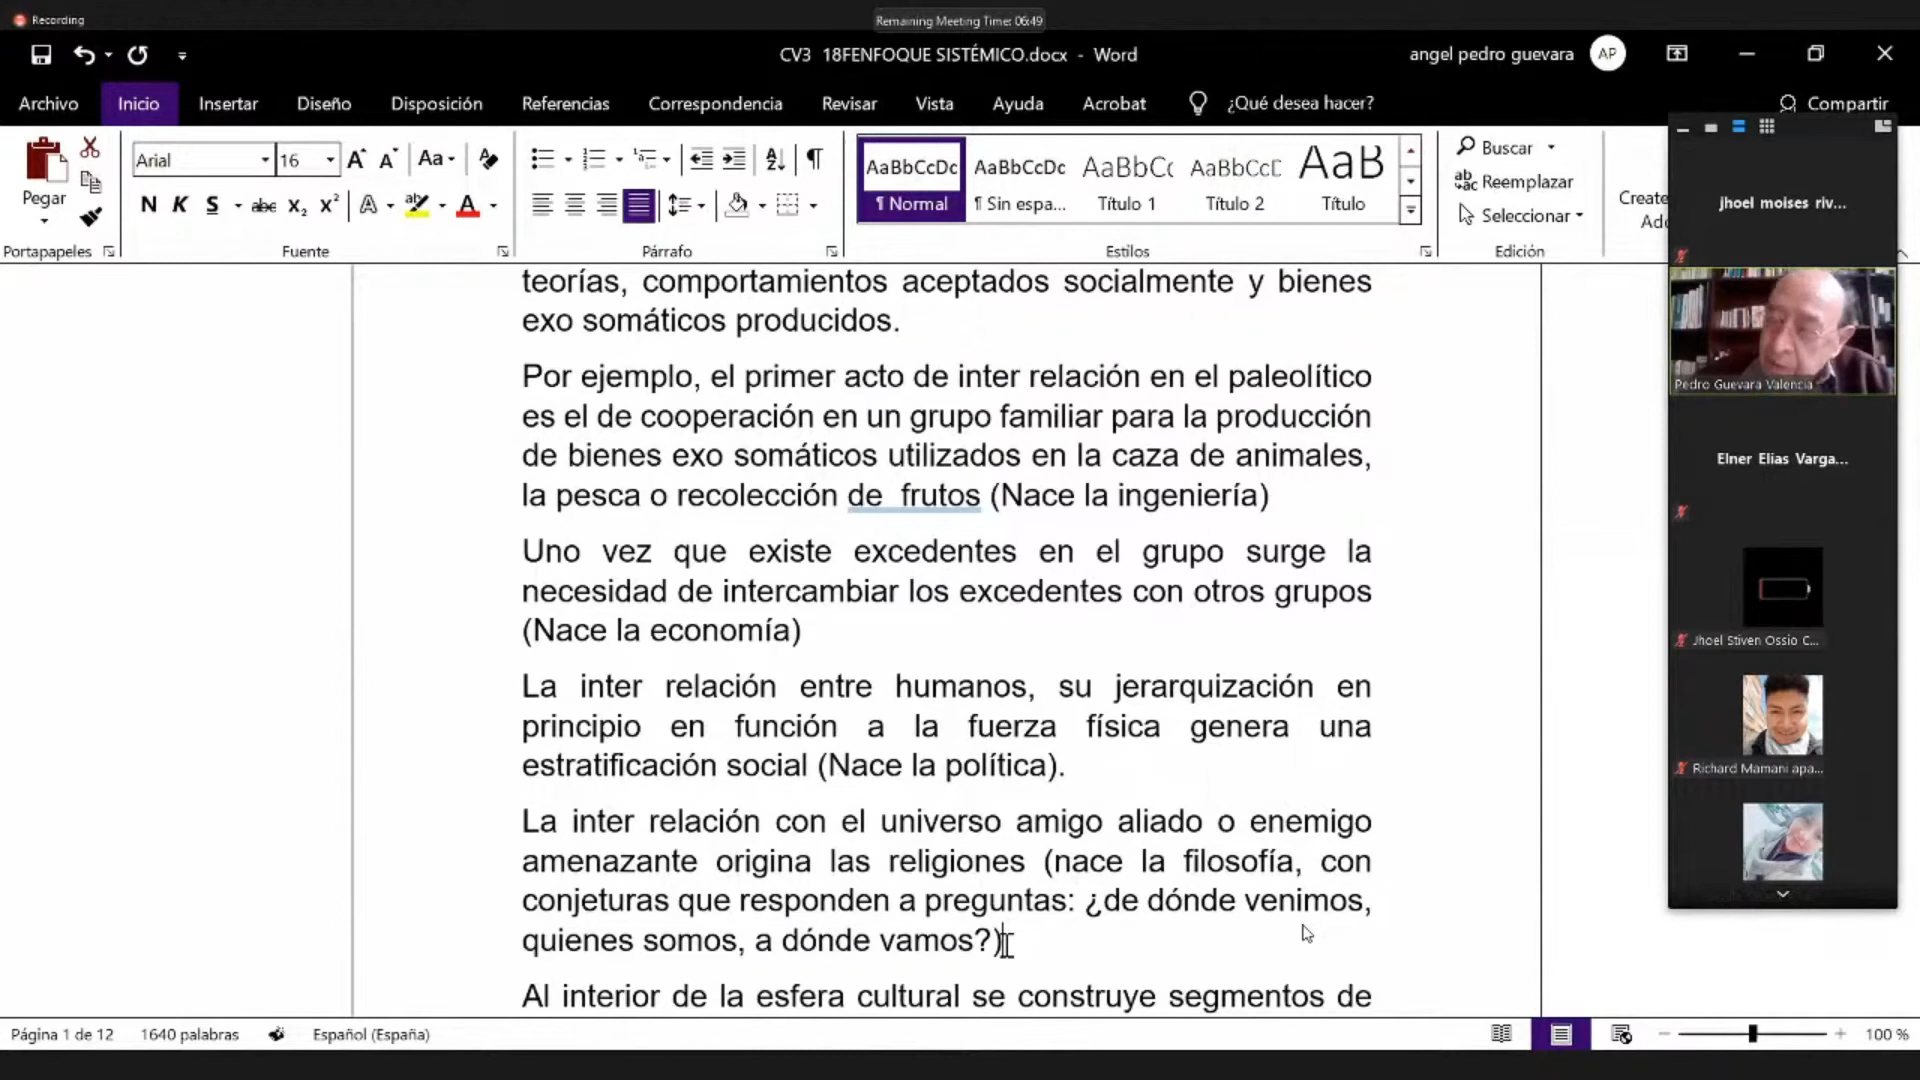 Recording
Remaining Meeting Time: 06:49
CV3 18FENFOQUE SISTÉMICO.docx - Word
angel pedro guevara
AP
Archivo Inicio Insertar Diseño Disposición Referencias Correspondencia Revisar Vista Ayuda Acrobat ¿Qué desea hacer? Compartir
Pegar
Arial 16
Aa
N K S abc X₂ X² A A
AaBbCcDc AaBbCcDc AaBbCc AaBbCcD AaB
¶ Normal ¶ Sin espa... Título 1 Título 2 Título
Buscar
Reemplazar
Seleccionar
Create
Portapapeles Fuente Párrafo Estilos Edición
teorías, comportamientos aceptados socialmente y bienes
exo somáticos producidos.
Por ejemplo, el primer acto de inter relación en el paleolítico
es el de cooperación en un grupo familiar para la producción
de bienes exo somáticos utilizados en la caza de animales,
la pesca o recolección de  frutos (Nace la ingeniería)
Uno vez que existe excedentes en el grupo surge la
necesidad de intercambiar los excedentes con otros grupos
(Nace la economía)
La inter relación entre humanos, su jerarquización en
principio en función a la fuerza física genera una
estratificación social (Nace la política).
La inter relación con el universo amigo aliado o enemigo
amenazante origina las religiones (nace la filosofía, con
conjeturas que responden a preguntas: ¿de dónde venimos,
quienes somos, a dónde vamos?)
Al interior de la esfera cultural se construye segmentos de
jhoel moises riv...
Pedro Guevara Valencia
Elner Elias Varga...
Jhoel Stiven Ossio C...
Richard Mamani apa...
Página 1 de 12 1640 palabras Español (España) 100 %